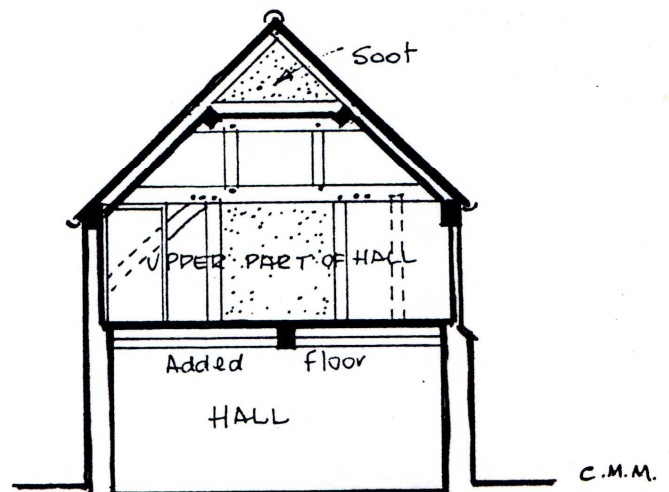 Soot
UPPER PART OF HALL
Added Floor
HALL
C.M.M.